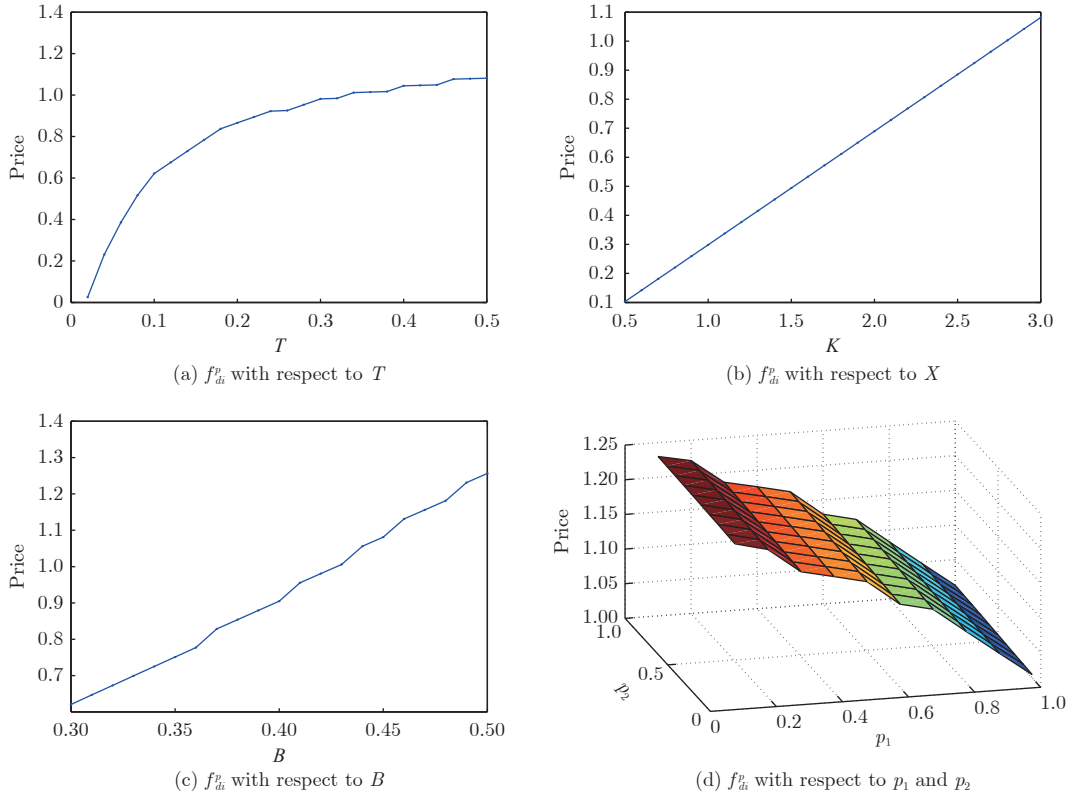 1.4
1.2
1.0
0.8
0.6
0.4
0.2
0
Price
0 0.1 0.2 0.3 0.4 0.5
T
(a) f^p_di with respect to T
1.1
1.0
0.9
0.8
0.7
0.6
0.5
0.4
0.3
0.2
0.1
Price
0.5 1.0 1.5 2.0 2.5 3.0
K
(b) f^p_di with respect to X
1.4
1.3
1.2
1.1
1.0
0.9
0.8
0.7
Price
0.30 0.35 0.40 0.45 0.50
B
(c) f^p_di with respect to B
1.25
1.20
1.15
1.10
1.05
1.00
Price
1.0
0.5
0
p₂
0 0.2 0.4 0.6 0.8 1.0
p₁
(d) f^p_di with respect to p₁ and p₂